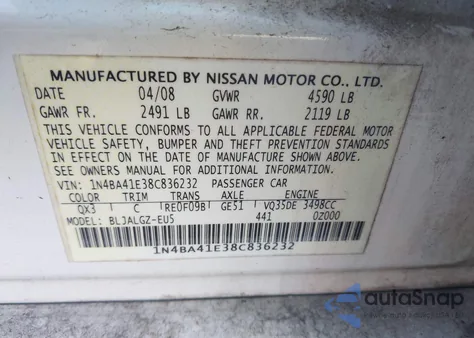 MANUFACTURED BY NISSAN MOTOR CO., LTD.
DATE 04/08 GVWR 4590 LB
GAWR FR. 2491 LB GAWR RR. 2119 LB
THIS VEHICLE CONFORMS TO ALL APPLICABLE FEDERAL MOTOR
VEHICLE SAFETY, BUMPER AND THEFT PREVENTION STANDARDS
IN EFFECT ON THE DATE OF MANUFACTURE SHOWN ABOVE.
SEE OWNERS MANUAL FOR ADDITIONAL INFORMATION.
VIN: 1N4BA41E38C836232 PASSENGER CAR
COLOR TRIM TRANS AXLE ENGINE
QX3 C RE0F09B GE51 VQ35DE 3498CC
MODEL: BLJALGZ-EU5 441 0Z000
1N4BA41E38C836232
autoSnap